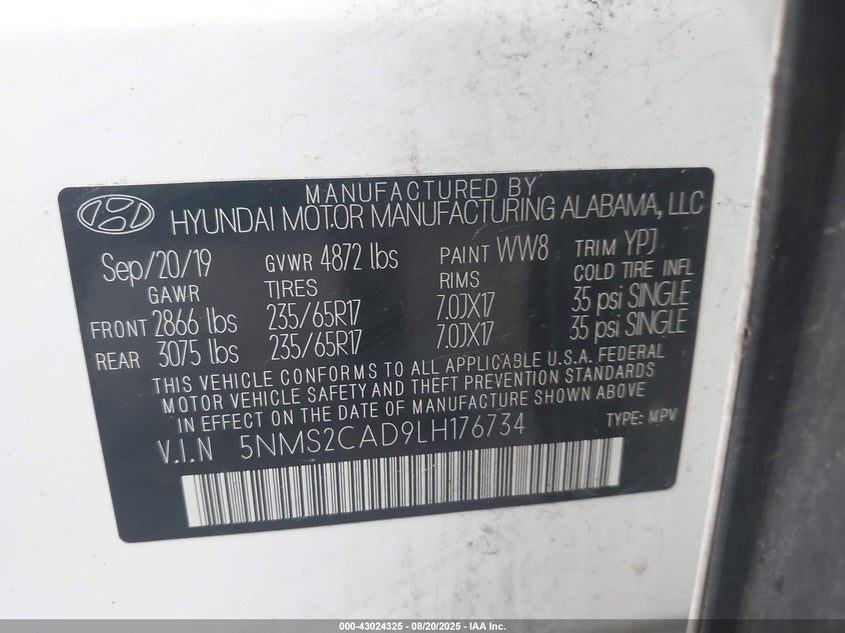 MANUFACTURED BY
HYUNDAI MOTOR MANUFACTURING ALABAMA, LLC
Sep/20/19 GVWR 4872 lbs PAINT WW8 TRIM YPJ
GAWR TIRES RIMS COLD TIRE INFL
FRONT 2866 lbs 235/65R17 7.0JX17 35 psi SINGLE
REAR 3075 lbs 235/65R17 7.0JX17 35 psi SINGLE
THIS VEHICLE CONFORMS TO ALL APPLICABLE U.S.A. FEDERAL
MOTOR VEHICLE SAFETY AND THEFT PREVENTION STANDARDS
IN EFFECT ON THE DATE OF MANUFACTURE SHOWN ABOVE
V.I.N 5NMS2CAD9LH176734 TYPE: MPV
000-43024325 - 08/20/2025 - IAA Inc.